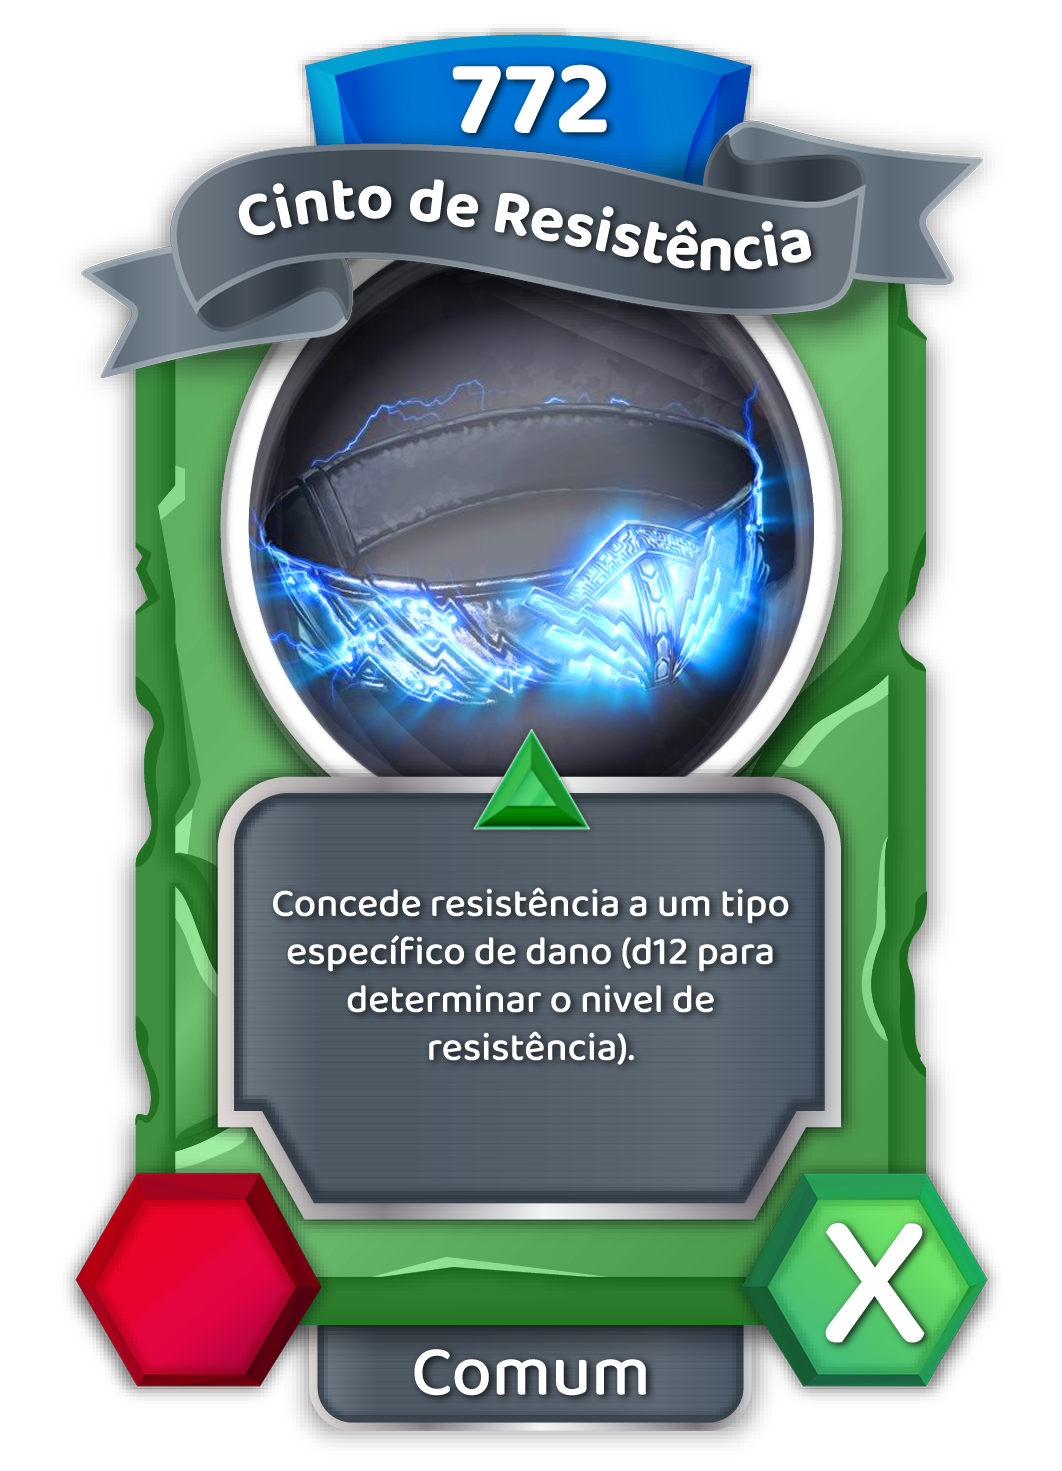 772
Cinto de Resistência
Concede resistência a um tipo
específico de dano (d12 para
determinar o nivel de
resistência).
X
Comum